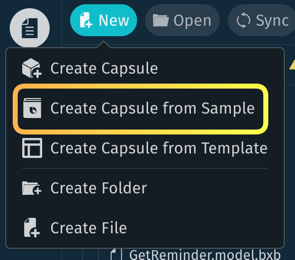 New Open Sync
Create Capsule
Create Capsule from Sample
Create Capsule from Template
Create Folder
Create File
GetReminder.model.bxb